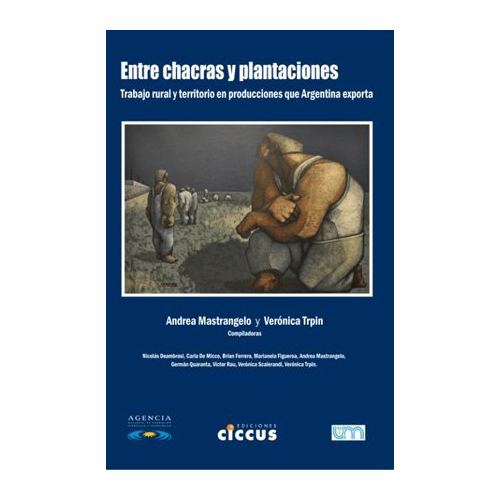 Entre chacras y plantaciones
Trabajo rural y territorio en producciones que Argentina exporta
Andrea Mastrangelo y Verónica Trpin
Compiladoras
Nicolás Deambrosi, Carla De Micco, Brian Ferrero, Marianela Figueroa, Andrea Mastrangelo,
Germán Quaranta, Víctor Rau, Verónica Scalerandi, Verónica Trpin.
AGENCIA
EDICIONES
CICCUS